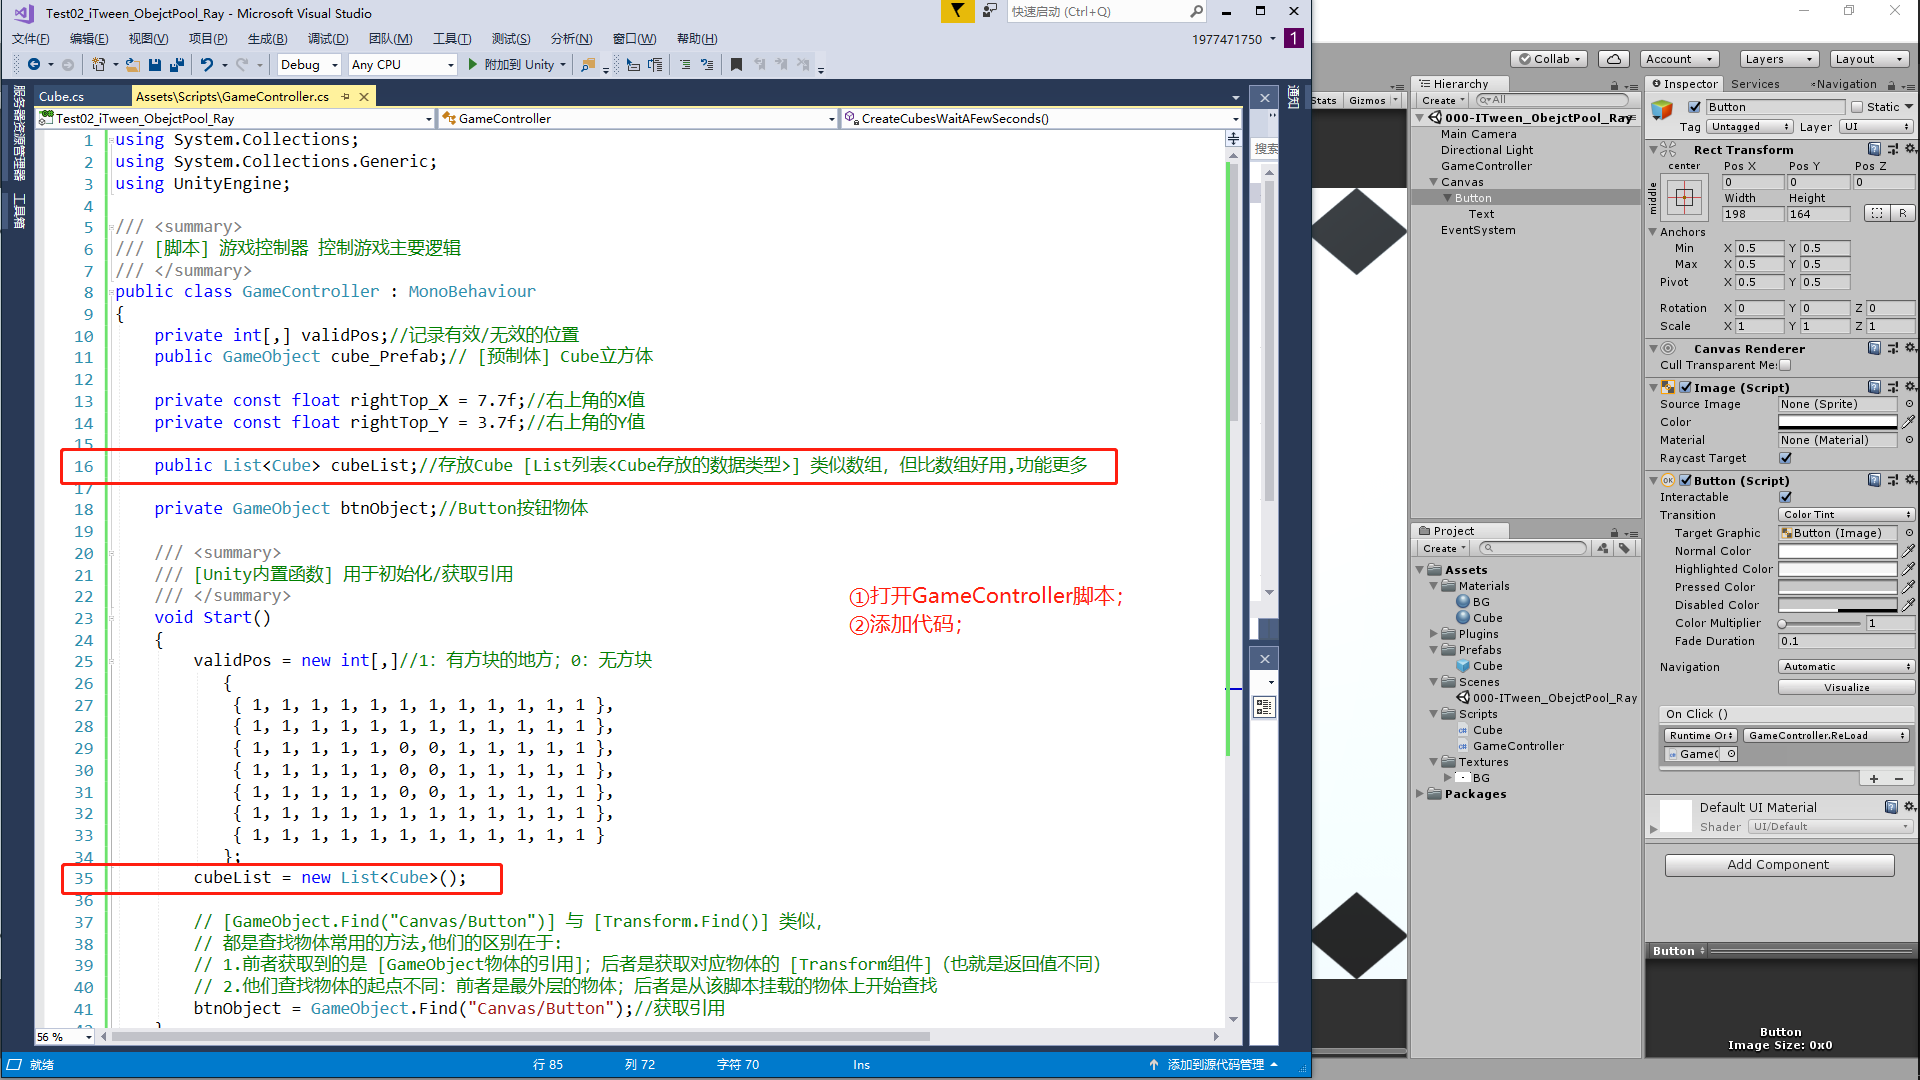 Test02_iTween_ObejctPool_Ray - Microsoft Visual Studio
快速启动 (Ctrl+Q)
文件(F) 编辑(E) 视图(V) 项目(P) 生成(B) 调试(D) 团队(M) 工具(T) 测试(S) 分析(N) 窗口(W) 帮助(H)
1977471750
1
Debug Any CPU 附加到 Unity
服务器资源管理器 工具箱
Cube.cs Assets\Scripts\GameController.cs
Test02_iTween_ObejctPool_Ray GameController CreateCubesWaitAFewSeconds()
1 using System.Collections;
2 using System.Collections.Generic;
3 using UnityEngine;
4
5 /// <summary>
6 /// [脚本] 游戏控制器 控制游戏主要逻辑
7 /// </summary>
8 public class GameController : MonoBehaviour
9 {
10 private int[,] validPos;//记录有效/无效的位置
11 public GameObject cube_Prefab;// [预制体] Cube立方体
12
13 private const float rightTop_X = 7.7f;//右上角的X值
14 private const float rightTop_Y = 3.7f;//右上角的Y值
15
16 public List<Cube> cubeList;//存放Cube [List列表<Cube存放的数据类型>] 类似数组，但比数组好用,功能更多
17
18 private GameObject btnObject;//Button按钮物体
19
20 /// <summary>
21 /// [Unity内置函数] 用于初始化/获取引用
22 /// </summary>
23 void Start()
24 {
25 validPos = new int[,]//1：有方块的地方；0：无方块
26 {
27 { 1, 1, 1, 1, 1, 1, 1, 1, 1, 1, 1, 1 },
28 { 1, 1, 1, 1, 1, 1, 1, 1, 1, 1, 1, 1 },
29 { 1, 1, 1, 1, 1, 0, 0, 1, 1, 1, 1, 1 },
30 { 1, 1, 1, 1, 1, 0, 0, 1, 1, 1, 1, 1 },
31 { 1, 1, 1, 1, 1, 0, 0, 1, 1, 1, 1, 1 },
32 { 1, 1, 1, 1, 1, 1, 1, 1, 1, 1, 1, 1 },
33 { 1, 1, 1, 1, 1, 1, 1, 1, 1, 1, 1, 1 }
34 };
35 cubeList = new List<Cube>();
36
37 // [GameObject.Find("Canvas/Button")] 与 [Transform.Find()] 类似，
38 // 都是查找物体常用的方法,他们的区别在于：
39 // 1.前者获取到的是 [GameObject物体的引用]；后者是获取对应物体的 [Transform组件]（也就是返回值不同）
40 // 2.他们查找物体的起点不同：前者是最外层的物体；后者是从该脚本挂载的物体上开始查找
41 btnObject = GameObject.Find("Canvas/Button");//获取引用
①打开GameController脚本；
②添加代码；
56 %
就绪 行 85 列 72 字符 70 Ins 添加到源代码管理
通知
搜索
Collab Account Layers Layout
Stats Gizmos
Hierarchy
Create All
000-ITween_ObejctPool_Ray
Main Camera
Directional Light
GameController
Canvas
Button
Text
EventSystem
Project
Create
Assets
Materials
BG
Cube
Plugins
Prefabs
Cube
Scenes
000-ITween_ObejctPool_Ray
Scripts
Cube
GameController
Textures
BG
Packages
Inspector Services Navigation
Button Static
Tag Untagged Layer UI
Rect Transform
center Pos X Pos Y Pos Z
middle 0 0 0
Width Height
198 164 R
Anchors
Min X 0.5 Y 0.5
Max X 0.5 Y 0.5
Pivot X 0.5 Y 0.5
Rotation X 0 Y 0 Z 0
Scale X 1 Y 1 Z 1
Canvas Renderer
Cull Transparent Mes
Image (Script)
Source Image None (Sprite)
Color
Material None (Material)
Raycast Target
OK Button (Script)
Interactable
Transition Color Tint
Target Graphic Button (Image)
Normal Color
Highlighted Color
Pressed Color
Disabled Color
Color Multiplier 1
Fade Duration 0.1
Navigation Automatic
Visualize
On Click ()
Runtime Or GameController.ReLoad
GameC
+ −
Default UI Material
Shader UI/Default
Add Component
Button
Button
Image Size: 0x0